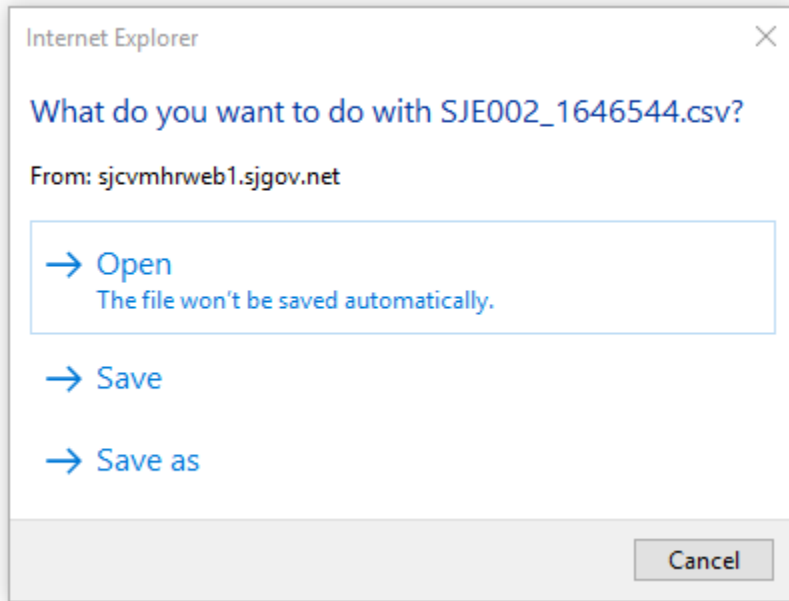 Internet Explorer
What do you want to do with SJE002_1646544.csv?
From: sjcvmhrweb1.sjgov.net
Open
The file won't be saved automatically.
Save
Save as
Cancel